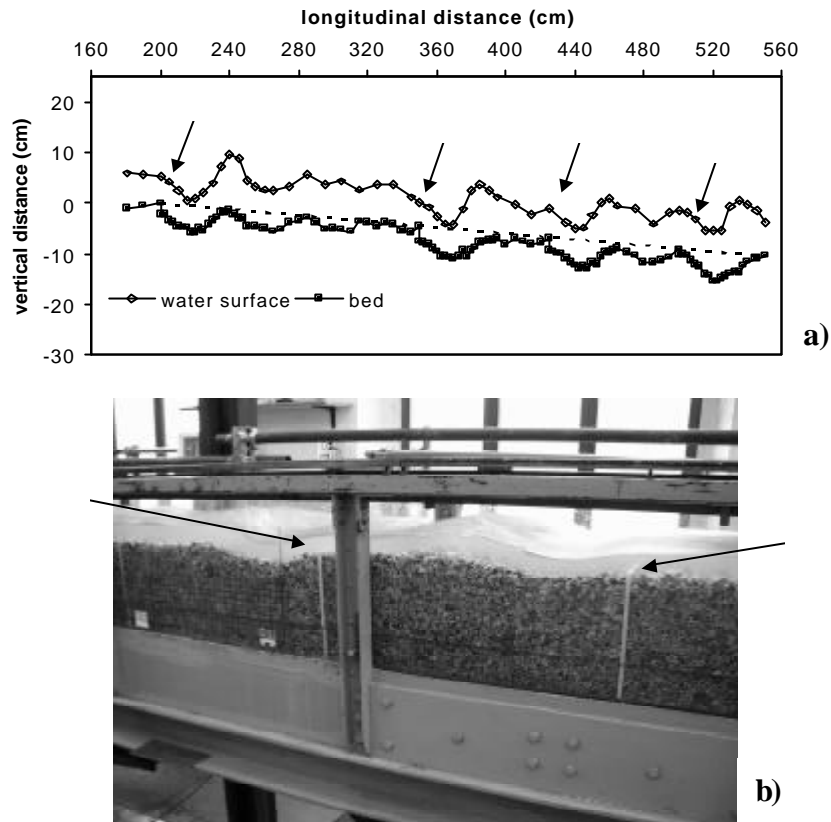 longitudinal distance (cm)
160 200 240 280 320 360 400 440 480 520 560
vertical distance (cm)
20
10
0
-10
-20
-30
water surface
bed
a)
b)